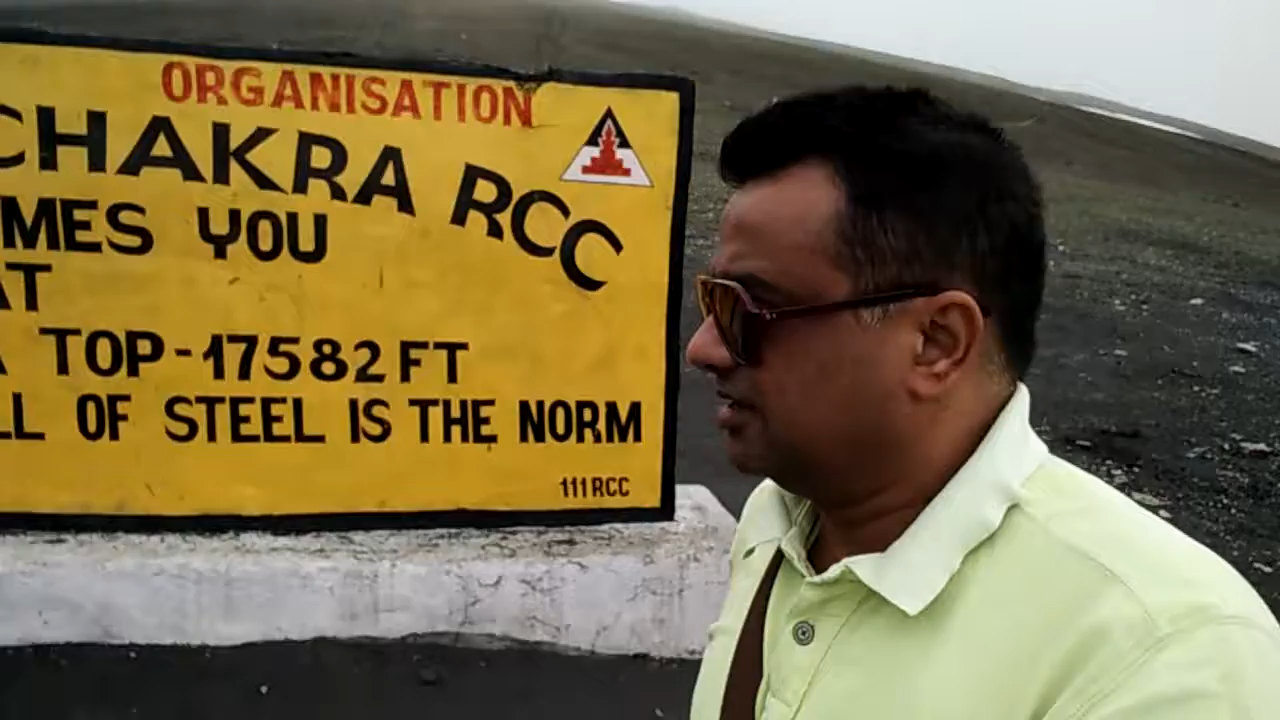 ORGANISATION
CHAKRA RCC
MES YOU
AT
TOP-17582 FT
LL OF STEEL IS THE NORM
111 RCC